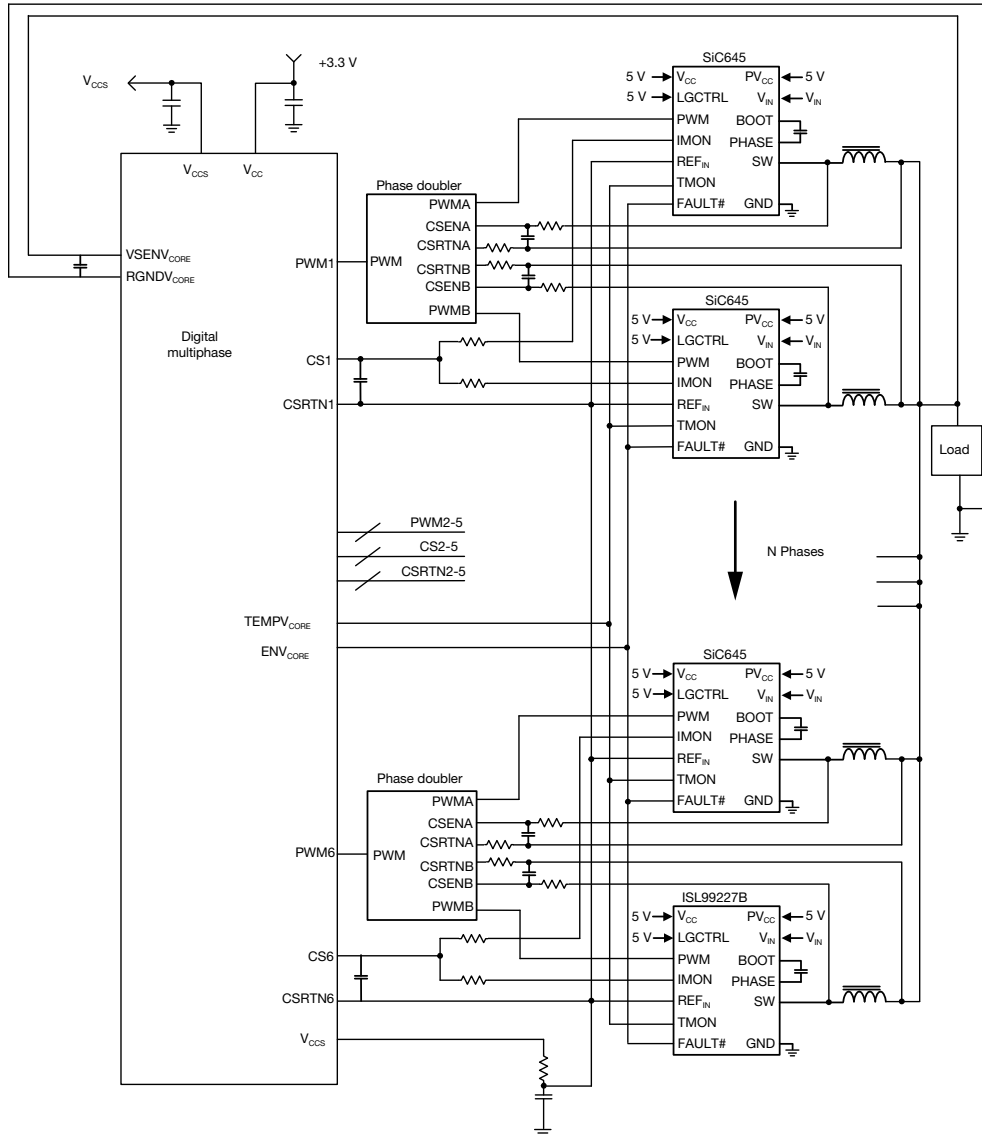 SiC645
+3.3 V
V_CCS
5 V V_CC PV_CC 5 V
5 V LGCTRL V_IN V_IN
PWM BOOT
IMON PHASE
REF_IN SW
TMON
FAULT# GND
V_CCS V_CC
Phase doubler
PWMA
CSENA
CSRTNA
PWM
CSRTNB
CSENB
PWMB
VSENV_CORE
RGNDV_CORE
PWM1
Digital
multiphase
CS1
CSRTN1
SiC645
5 V V_CC PV_CC 5 V
5 V LGCTRL V_IN V_IN
PWM BOOT
IMON PHASE
REF_IN SW
TMON
FAULT# GND
Load
PWM2-5
CS2-5
CSRTN2-5
N Phases
TEMPV_CORE
ENV_CORE
SiC645
5 V V_CC PV_CC 5 V
5 V LGCTRL V_IN V_IN
PWM BOOT
IMON PHASE
REF_IN SW
TMON
FAULT# GND
Phase doubler
PWMA
CSENA
CSRTNA
PWM
CSRTNB
CSENB
PWMB
PWM6
CS6
CSRTN6
V_CCS
ISL99227B
5 V V_CC PV_CC 5 V
5 V LGCTRL V_IN V_IN
PWM BOOT
IMON PHASE
REF_IN SW
TMON
FAULT# GND